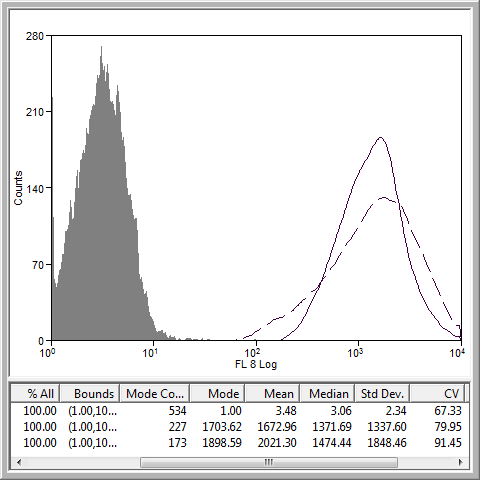 280
210
140
70
0
Counts
10⁰ 10¹ 10² 10³ 10⁴
FL 8 Log
% All Bounds Mode Co... Mode Mean Median Std Dev. CV
100.00 (1.00,10... 534 1.00 3.48 3.06 2.34 67.33
100.00 (1.00,10... 227 1703.62 1672.96 1371.69 1337.60 79.95
100.00 (1.00,10... 173 1898.59 2021.30 1474.44 1848.46 91.45